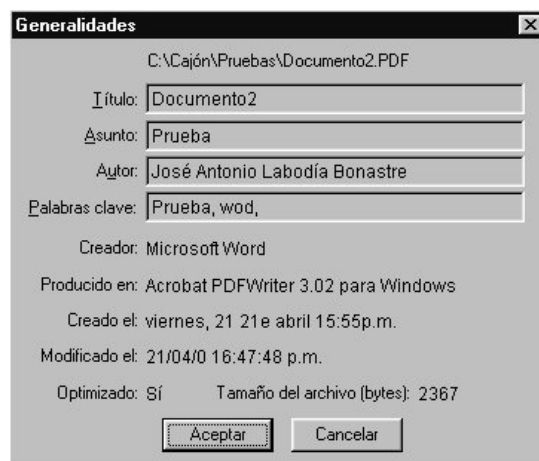 Generalidades
C:\Cajón\Pruebas\Documento2.PDF
Título: Documento2
Asunto: Prueba
Autor: José Antonio Labodía Bonastre
Palabras clave: Prueba, wod,
Creador: Microsoft Word
Producido en: Acrobat PDFWriter 3.02 para Windows
Creado el: viernes, 21 21e abril 15:55p.m.
Modificado el: 21/04/0 16:47:48 p.m.
Optimizado: Sí Tamaño del archivo (bytes): 2367
Aceptar Cancelar